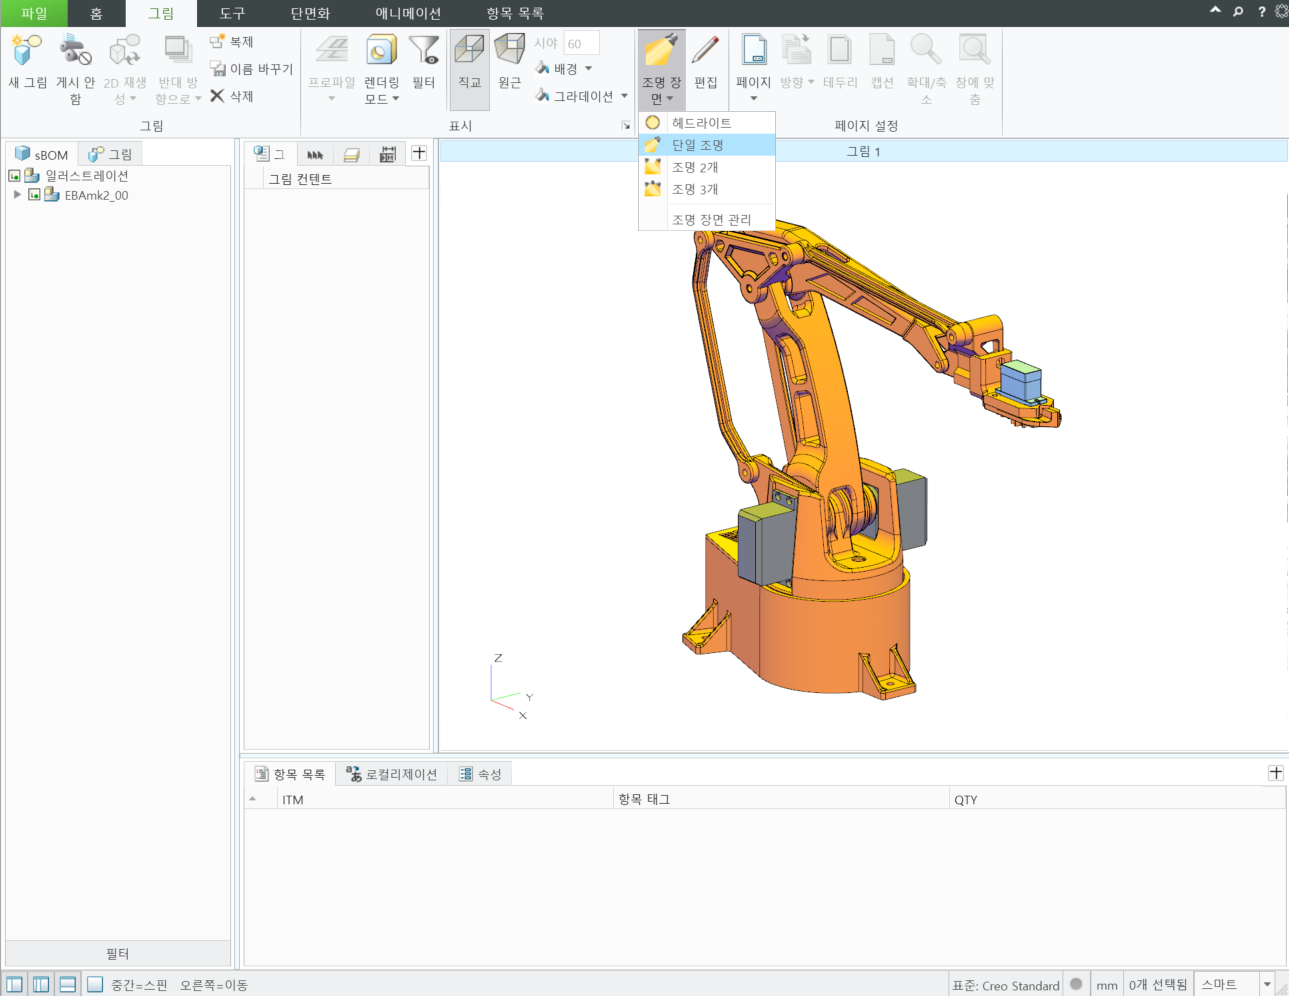 파일 홈 그림 도구 단면화 애니메이션 항목 목록
?
새 그림
게시 안
함
2D 재생
성
반대 방
향으로
복제
이름 바꾸기
삭제
그림
프로파일
렌더링
모드
필터
직교
원근
시야 60
배경
그라데이션
표시
조명 장
면
편집
페이지
방향
테두리
캡션
확대/축
소
창에 맞
춤
페이지 설정
헤드라이트
단일 조명
조명 2개
조명 3개
조명 장면 관리
sBOM 그림
일러스트레이션
EBAmk2_00
필터
그
그림 컨텐트
그림 1
Z
Y
X
항목 목록 로컬리제이션 속성
ITM 항목 태그 QTY
중간=스핀 오른쪽=이동
표준: Creo Standard mm 0개 선택됨 스마트